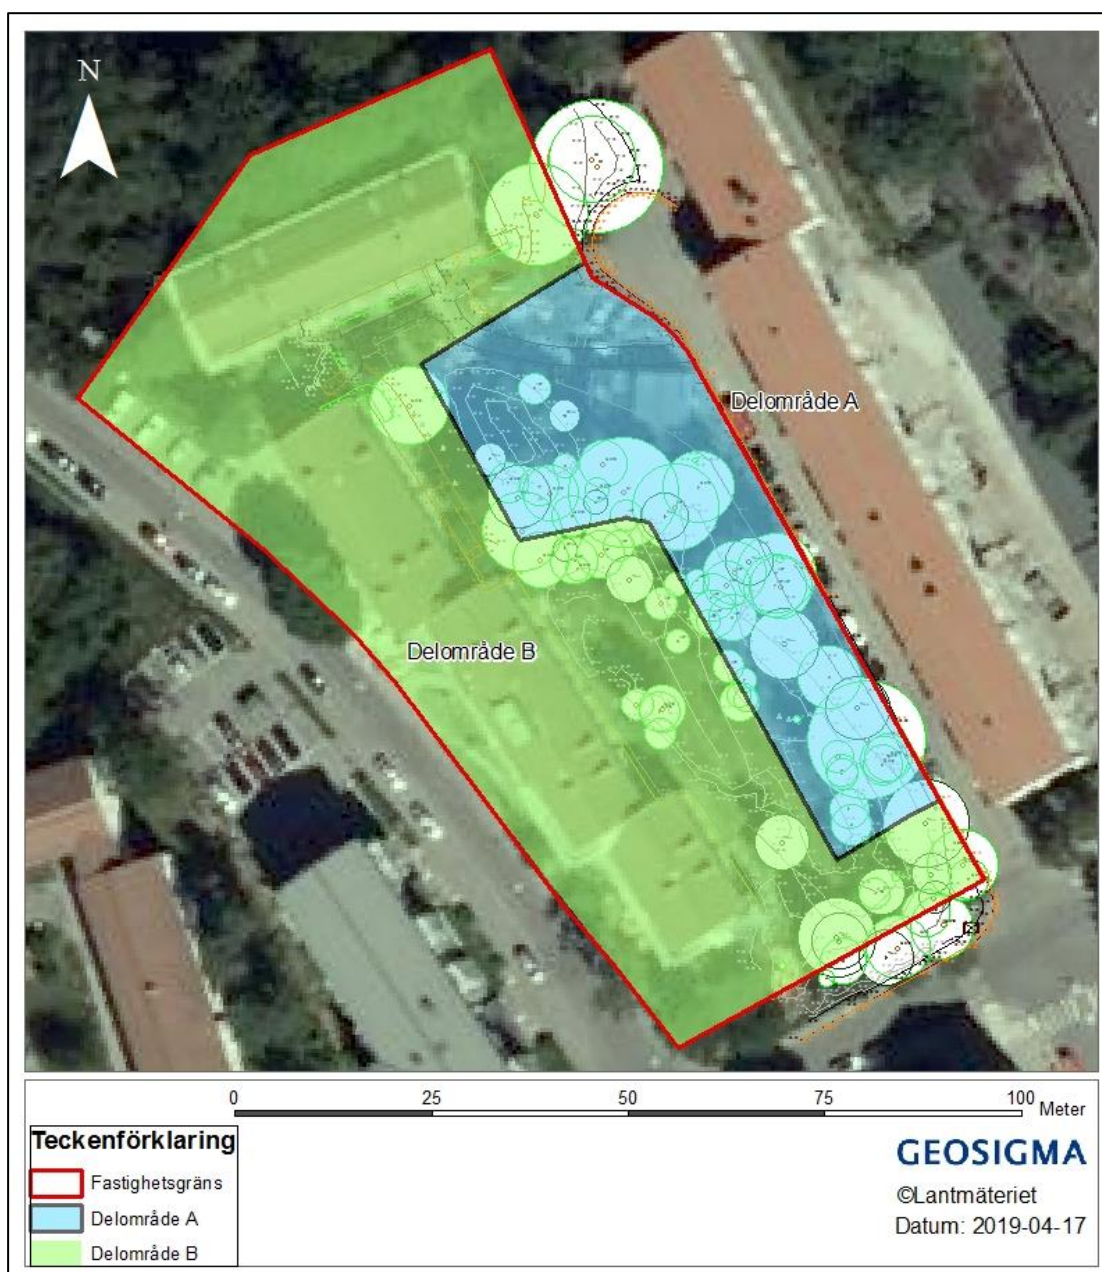 N
Delområde A
Delområde B
0 25 50 75 100 Meter
Teckenförklaring
Fastighetsgräns
Delområde A
Delområde B
GEOSIGMA
©Lantmäteriet
Datum: 2019-04-17